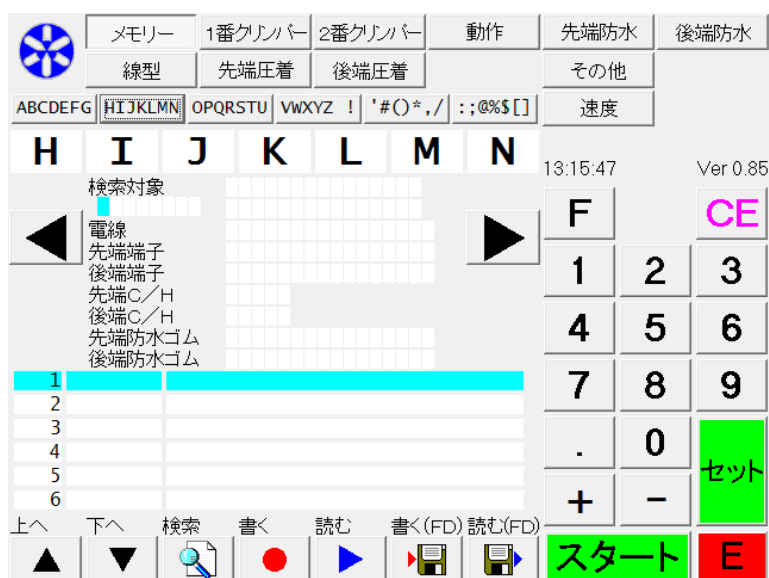 メモリー 1番クリンパー 2番クリンパー 動作 先端防水 後端防水
線型 先端圧着 後端圧着 その他
ABCDEFG HIJKLMN OPQRSTU VWXYZ ! '#()*,/ :;@%$[] 速度
H I J K L M N
13:15:47 Ver 0.85
検索対象
電線
先端端子
後端端子
先端C/H
後端C/H
先端防水ゴム
後端防水ゴム
1
2
3
4
5
6
上へ 下へ 検索 書く 読む 書く(FD) 読む(FD)
F CE
1 2 3
4 5 6
7 8 9
. 0 セット
+ -
スタート E